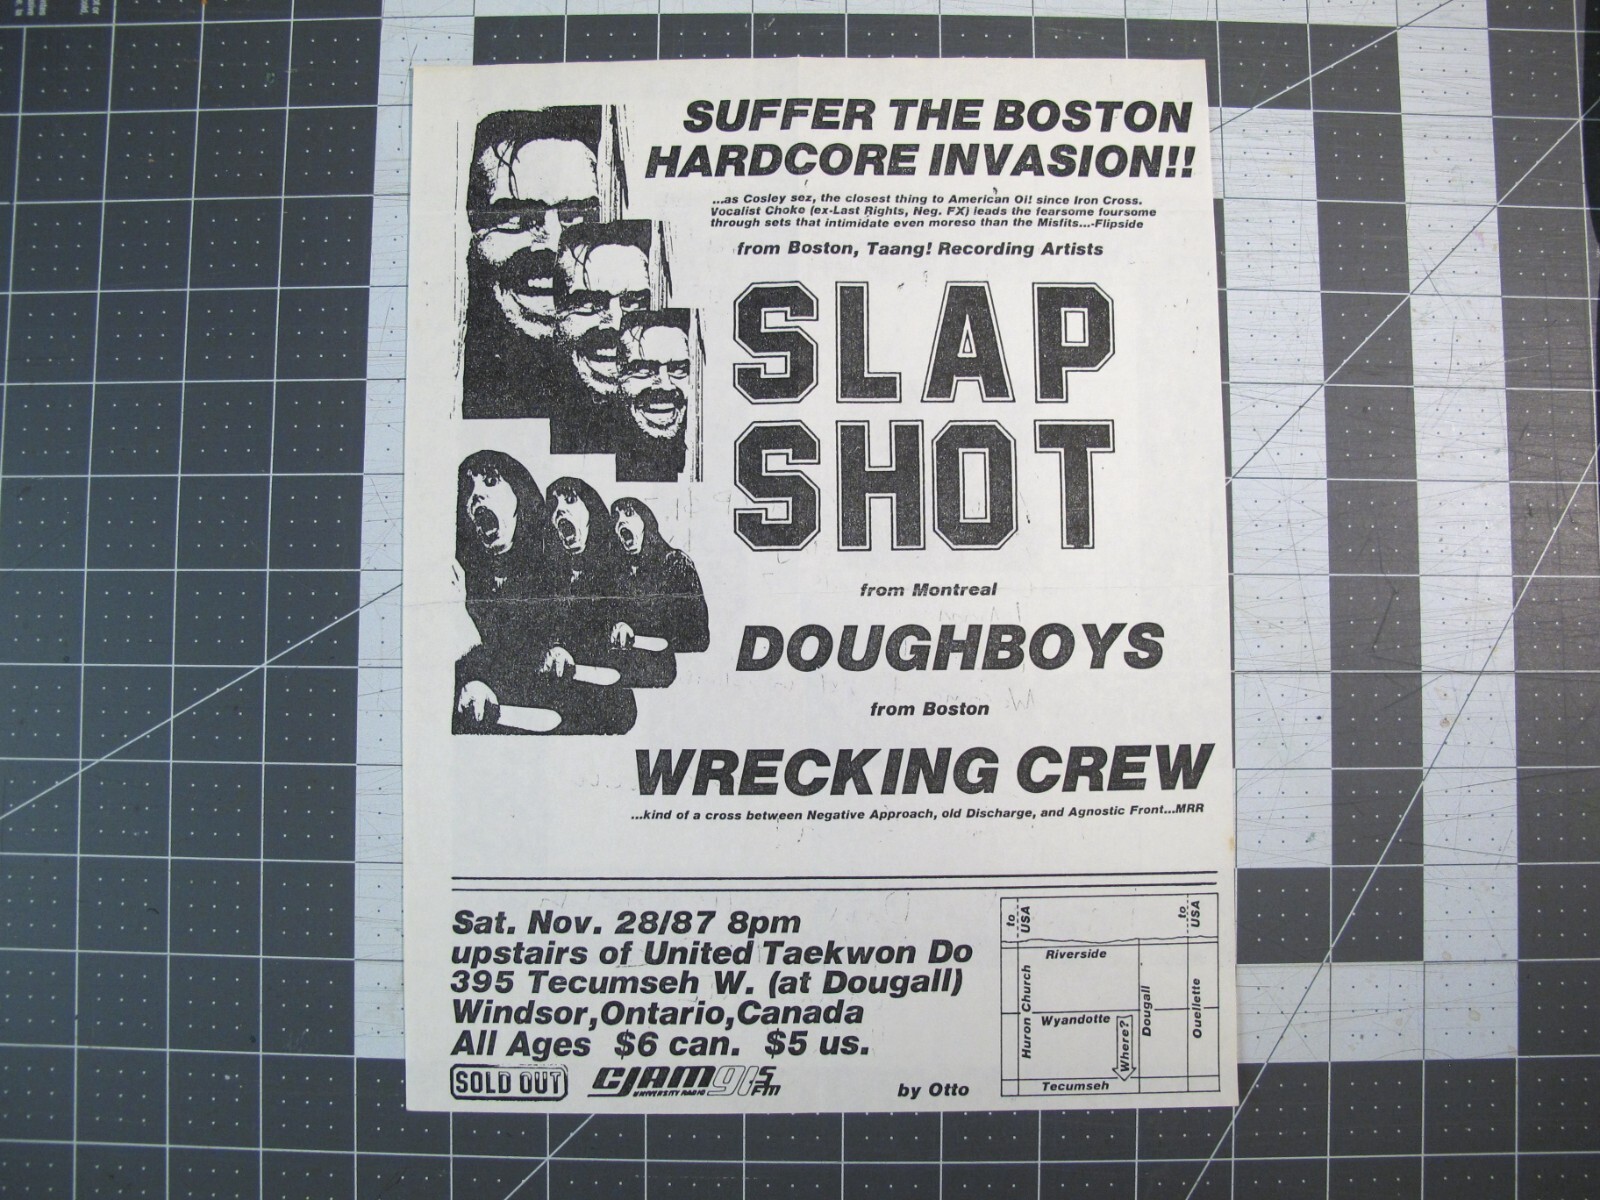 SUFFER THE BOSTON
HARDCORE INVASION!!
...as Cosley sez, the closest thing to American Oi! since Iron Cross.
Vocalist Choke (ex-Last Rights, Neg. FX) leads the fearsome foursome
through sets that intimidate even moreso than the Misfits...-Flipside
from Boston, Taang! Recording Artists
SLAP
SHOT
from Montreal
DOUGHBOYS
from Boston
WRECKING CREW
...kind of a cross between Negative Approach, old Discharge, and Agnostic Front...MRR
Sat. Nov. 28/87 8pm
upstairs of United Taekwon Do
395 Tecumseh W. (at Dougall)
Windsor,Ontario,Canada
All Ages $6 can. $5 us.
SOLD OUT
CJAM 91.5 FM
UNIVERSITY RADIO
by Otto
to USA
to USA
Riverside
Huron Church
Wyandotte
Where?
Dougall
Ouellette
Tecumseh